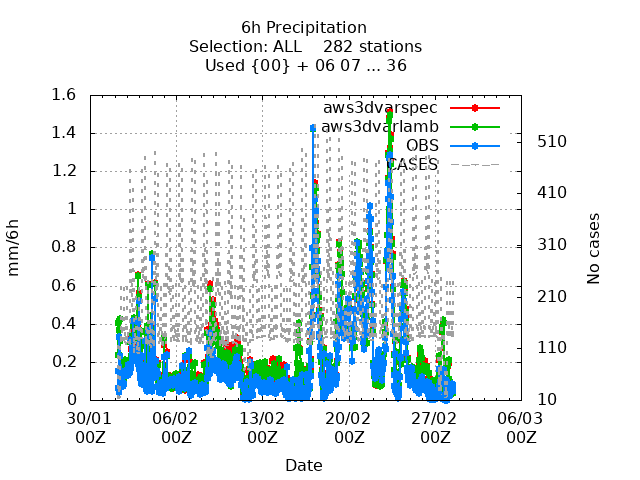 6h Precipitation
Selection: ALL    282 stations
Used {00} + 06 07 ... 36
1.6
1.4
1.2
1
0.8
0.6
0.4
0.2
0
mm/6h
510
410
310
210
110
10
No cases
aws3dvarspec
aws3dvarlamb
OBS
CASES
30/01 06/02 13/02 20/02 27/02 06/03
00Z 00Z 00Z 00Z 00Z 00Z
Date